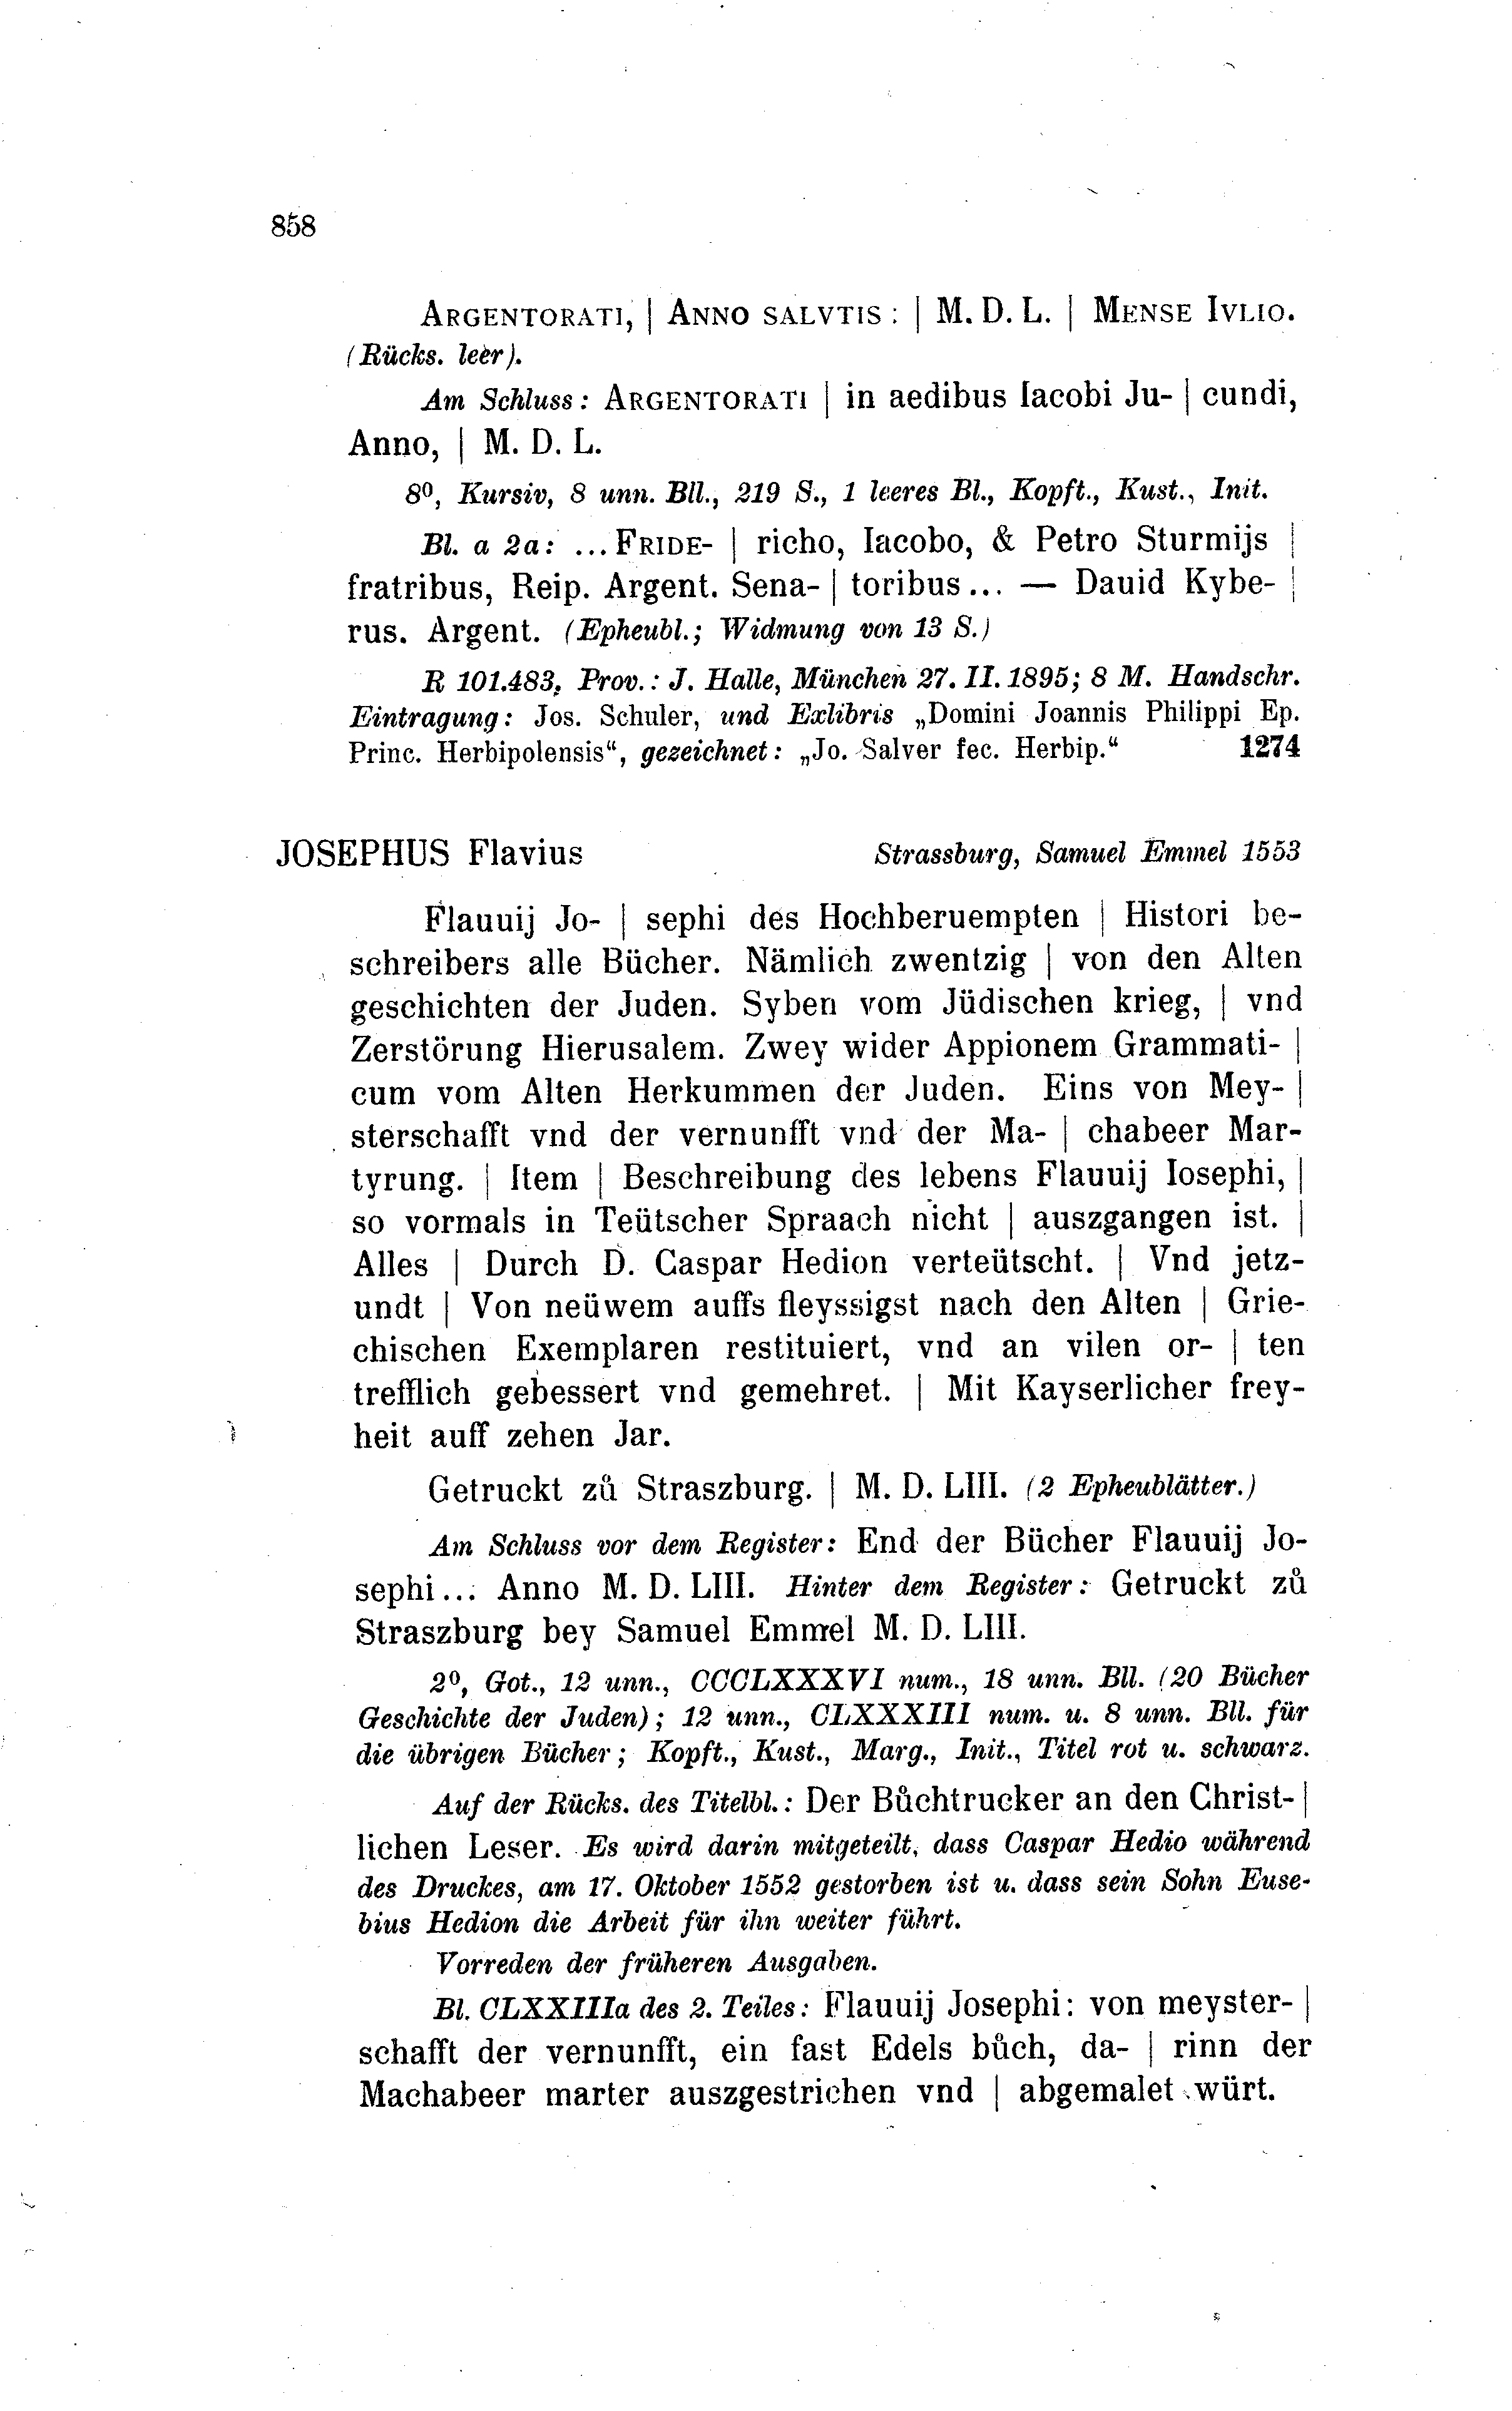 858
ARGENTORATI, | ANNO SALVTIS: | M. D. L. | MENSE IVLIO.
(Rücks. leer).
Am Schluss: ARGENTORATI | in aedibus Iacobi Ju- | cundi,
Anno, | M. D. L.
8⁰, Kursiv, 8 unn. Bll., 219 S., 1 leeres Bl., Kopft., Kust., Init.
Bl. a 2a: ... FRIDE- | richo, Iacobo, & Petro Sturmijs |
fratribus, Reip. Argent. Sena- | toribus... — Dauid Kybe- |
rus. Argent. (Epheubl.; Widmung von 13 S.)
R 101.483, Prov.: J. Halle, München 27. II. 1895; 8 M. Handschr.
Eintragung: Jos. Schuler, und Exlibris „Domini Joannis Philippi Ep.
Princ. Herbipolensis“, gezeichnet: „Jo. Salver fec. Herbip.“ 1274
JOSEPHUS Flavius Strassburg, Samuel Emmel 1553
Flauuij Jo- | sephi des Hochberuempten | Histori be-
schreibers alle Bücher. Nämlich zwentzig | von den Alten
geschichten der Juden. Syben vom Jüdischen krieg, | vnd
Zerstörung Hierusalem. Zwey wider Appionem Grammati- |
cum vom Alten Herkummen der Juden. Eins von Mey- |
sterschafft vnd der vernunfft vnd der Ma- | chabeer Mar-
tyrung. | Item | Beschreibung des lebens Flauuij Iosephi, |
so vormals in Teütscher Spraach nicht | auszgangen ist. |
Alles | Durch D. Caspar Hedion verteütscht. | Vnd jetz-
undt | Von neüwem auffs fleyssigst nach den Alten | Grie-
chischen Exemplaren restituiert, vnd an vilen or- | ten
trefflich gebessert vnd gemehret. | Mit Kayserlicher frey-
heit auff zehen Jar.
Getruckt zů Straszburg. | M. D. LIII. (2 Epheublätter.)
Am Schluss vor dem Register: End der Bücher Flauuij Jo-
sephi... Anno M. D. LIII. Hinter dem Register: Getruckt zů
Straszburg bey Samuel Emmel M. D. LIII.
2⁰, Got., 12 unn., CCCLXXXVI num., 18 unn. Bll. (20 Bücher
Geschichte der Juden); 12 unn., CLXXXIII num. u. 8 unn. Bll. für
die übrigen Bücher; Kopft., Kust., Marg., Init., Titel rot u. schwarz.
Auf der Rücks. des Titelbl.: Der Bůchtrucker an den Christ- |
lichen Leser. Es wird darin mitgeteilt, dass Caspar Hedio während
des Druckes, am 17. Oktober 1552 gestorben ist u. dass sein Sohn Euse-
bius Hedion die Arbeit für ihn weiter führt.
Vorreden der früheren Ausgaben.
Bl. CLXXIIIa des 2. Teiles: Flauuij Josephi: von meyster- |
schafft der vernunfft, ein fast Edels bůch, da- | rinn der
Machabeer marter auszgestrichen vnd | abgemalet würt.